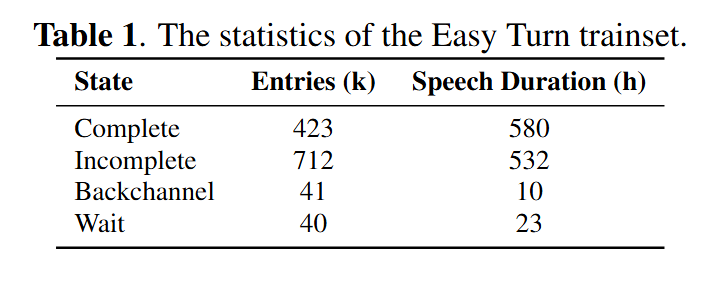 Table 1. The statistics of the Easy Turn trainset.
State Entries (k) Speech Duration (h)
Complete 423 580
Incomplete 712 532
Backchannel 41 10
Wait 40 23